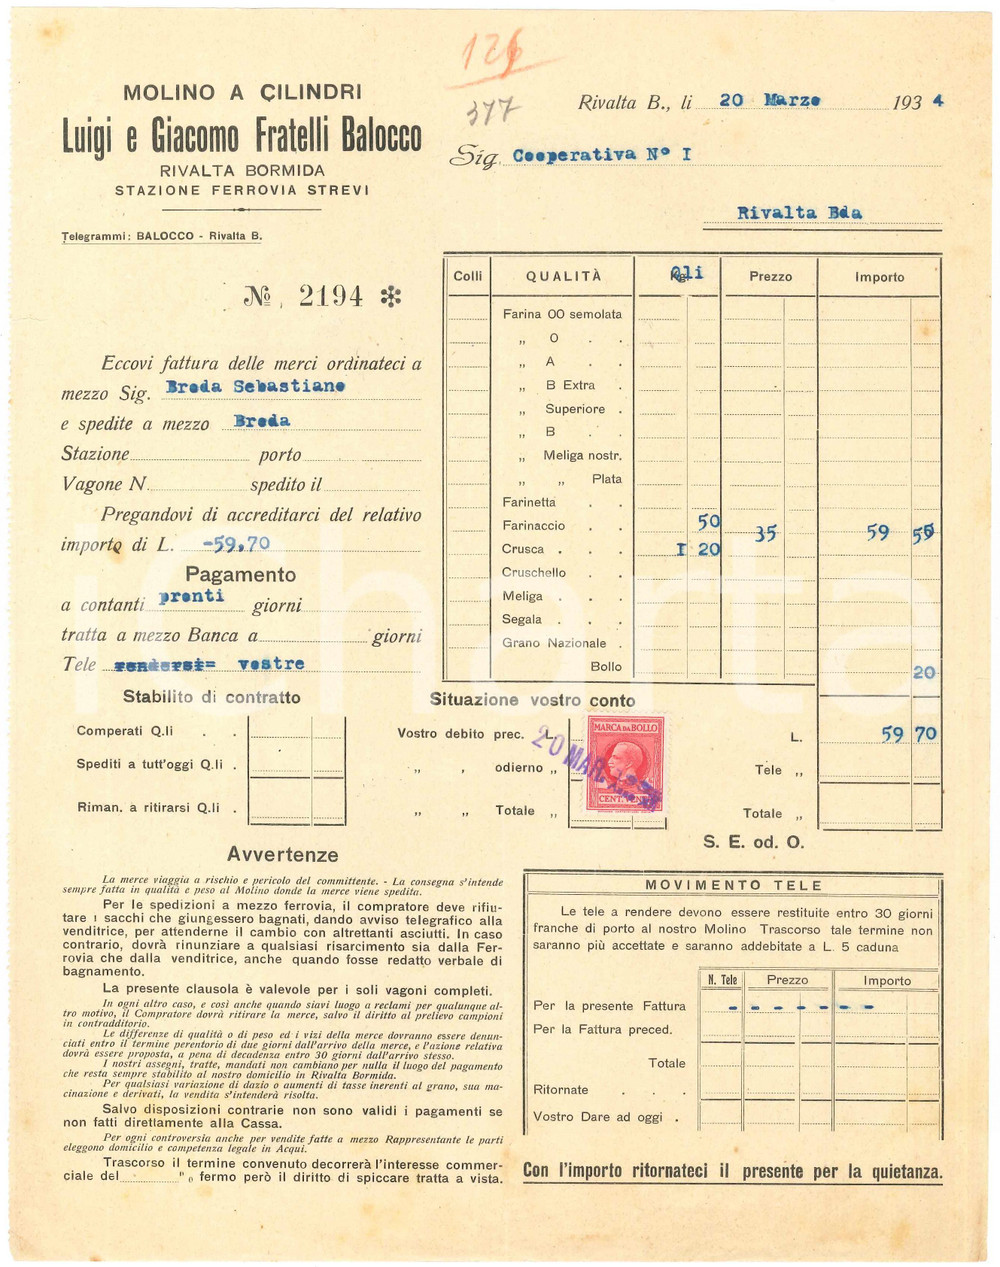 126
377
MOLINO A CILINDRI
Luigi e Giacomo Fratelli Balocco
RIVALTA BORMIDA
STAZIONE FERROVIA STREVI
Telegrammi: BALOCCO - Rivalta B.
Rivalta B., li 20 Marzo 1934
Sig. Cooperativa N° I
Rivalta Bda
No. 2194
Eccovi fattura delle merci ordinateci a
mezzo Sig. Breda Sebastiano
e spedite a mezzo Breda
Stazione porto
Vagone N. spedito il
Pregandovi di accreditarci del relativo
importo di L. -59,70
Pagamento
a contanti pronti giorni
tratta a mezzo Banca a giorni
Tele rendersi= vostre
Colli QUALITÀ Qli Prezzo Importo
Farina 00 semolata
„ O . .
„ A . .
„ B Extra .
„ Superiore .
„ B . .
„ Meliga nostr.
„ „ Plata
Farinetta . .
Farinaccio . . 50
35 59 50
Crusca . . . I 20
Cruschello . .
Meliga . . .
Segala . . .
Grano Nazionale .
Bollo 20
L. 59 70
Tele „
Totale „
S. E. od. O.
Stabilito di contratto
Comperati Q.li . .
Spediti a tutt'oggi Q.li .
Riman. a ritirarsi Q.li .
Situazione vostro conto
Vostro debito prec. L.
„ , odierno „
„ „ Totale „
MARCA DA BOLLO
CENT. VENTI
20 MAR.
Avvertenze
La merce viaggia a rischio e pericolo del committente. - La consegna s'intende
sempre fatta in qualità e peso al Molino donde la merce viene spedita.
Per le spedizioni a mezzo ferrovia, il compratore deve rifiu-
tare i sacchi che giungessero bagnati, dando avviso telegrafico alla
venditrice, per attenderne il cambio con altrettanti asciutti. In caso
contrario, dovrà rinunziare a qualsiasi risarcimento sia dalla Fer-
rovia che dalla venditrice, anche quando fosse redatto verbale di
bagnamento.
La presente clausola è valevole per i soli vagoni completi.
In ogni altro caso, e così anche quando siavi luogo a reclami per qualunque al-
tro motivo, il Compratore dovrà ritirare la merce, salvo il diritto al prelievo campioni
in contradditorio.
Le differenze di qualità o di peso ed i vizi della merce dovranno essere denun-
ciati entro il termine perentorio di due giorni dall'arrivo della merce, e l'azione relativa
dovrà essere proposta, a pena di decadenza entro 30 giorni dall'arrivo stesso.
I nostri assegni, tratte, mandati non cambiano per nulla il luogo del pagamento
che resta sempre stabilito al nostro domicilio in Rivalta Bormida.
Per qualsiasi variazione di dazio o aumenti di tasse inerenti al grano, sua ma-
cinazione e derivati, la vendita s'intenderà risolta.
Salvo disposizioni contrarie non sono validi i pagamenti se
non fatti direttamente alla Cassa.
Per ogni controversia anche per vendite fatte a mezzo Rappresentante le parti
eleggono domicilio e competenza legale in Acqui.
Trascorso il termine convenuto decorrerà l'interesse commer-
ciale del % fermo però il diritto di spiccare tratta a vista.
MOVIMENTO TELE
Le tele a rendere devono essere restituite entro 30 giorni
franche di porto al nostro Molino Trascorso tale termine non
saranno più accettate e saranno addebitate a L. 5 caduna
N. Tele Prezzo Importo
Per la presente Fattura - - - - - - -
Per la Fattura preced.
Totale
Ritornate . . .
Vostro Dare ad oggi .
Con l'importo ritornateci il presente per la quietanza.